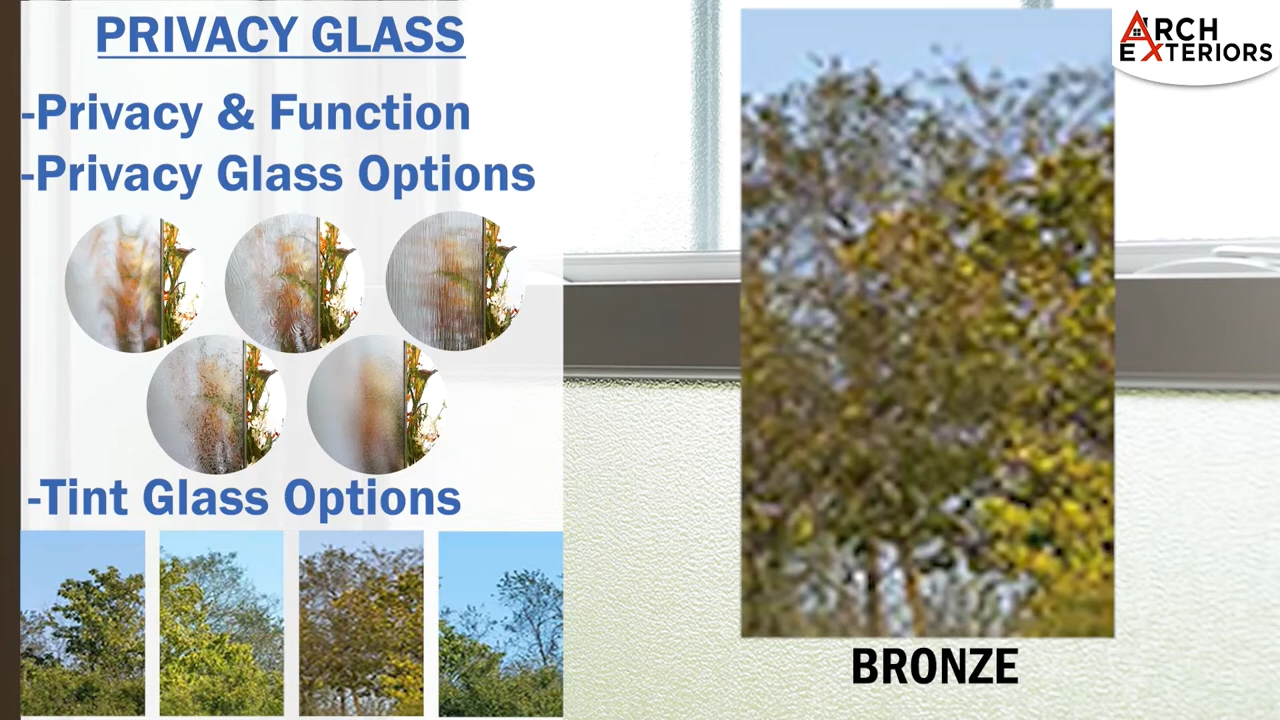 PRIVACY GLASS
-Privacy & Function
-Privacy Glass Options
-Tint Glass Options
BRONZE
ARCH
EXTERIORS